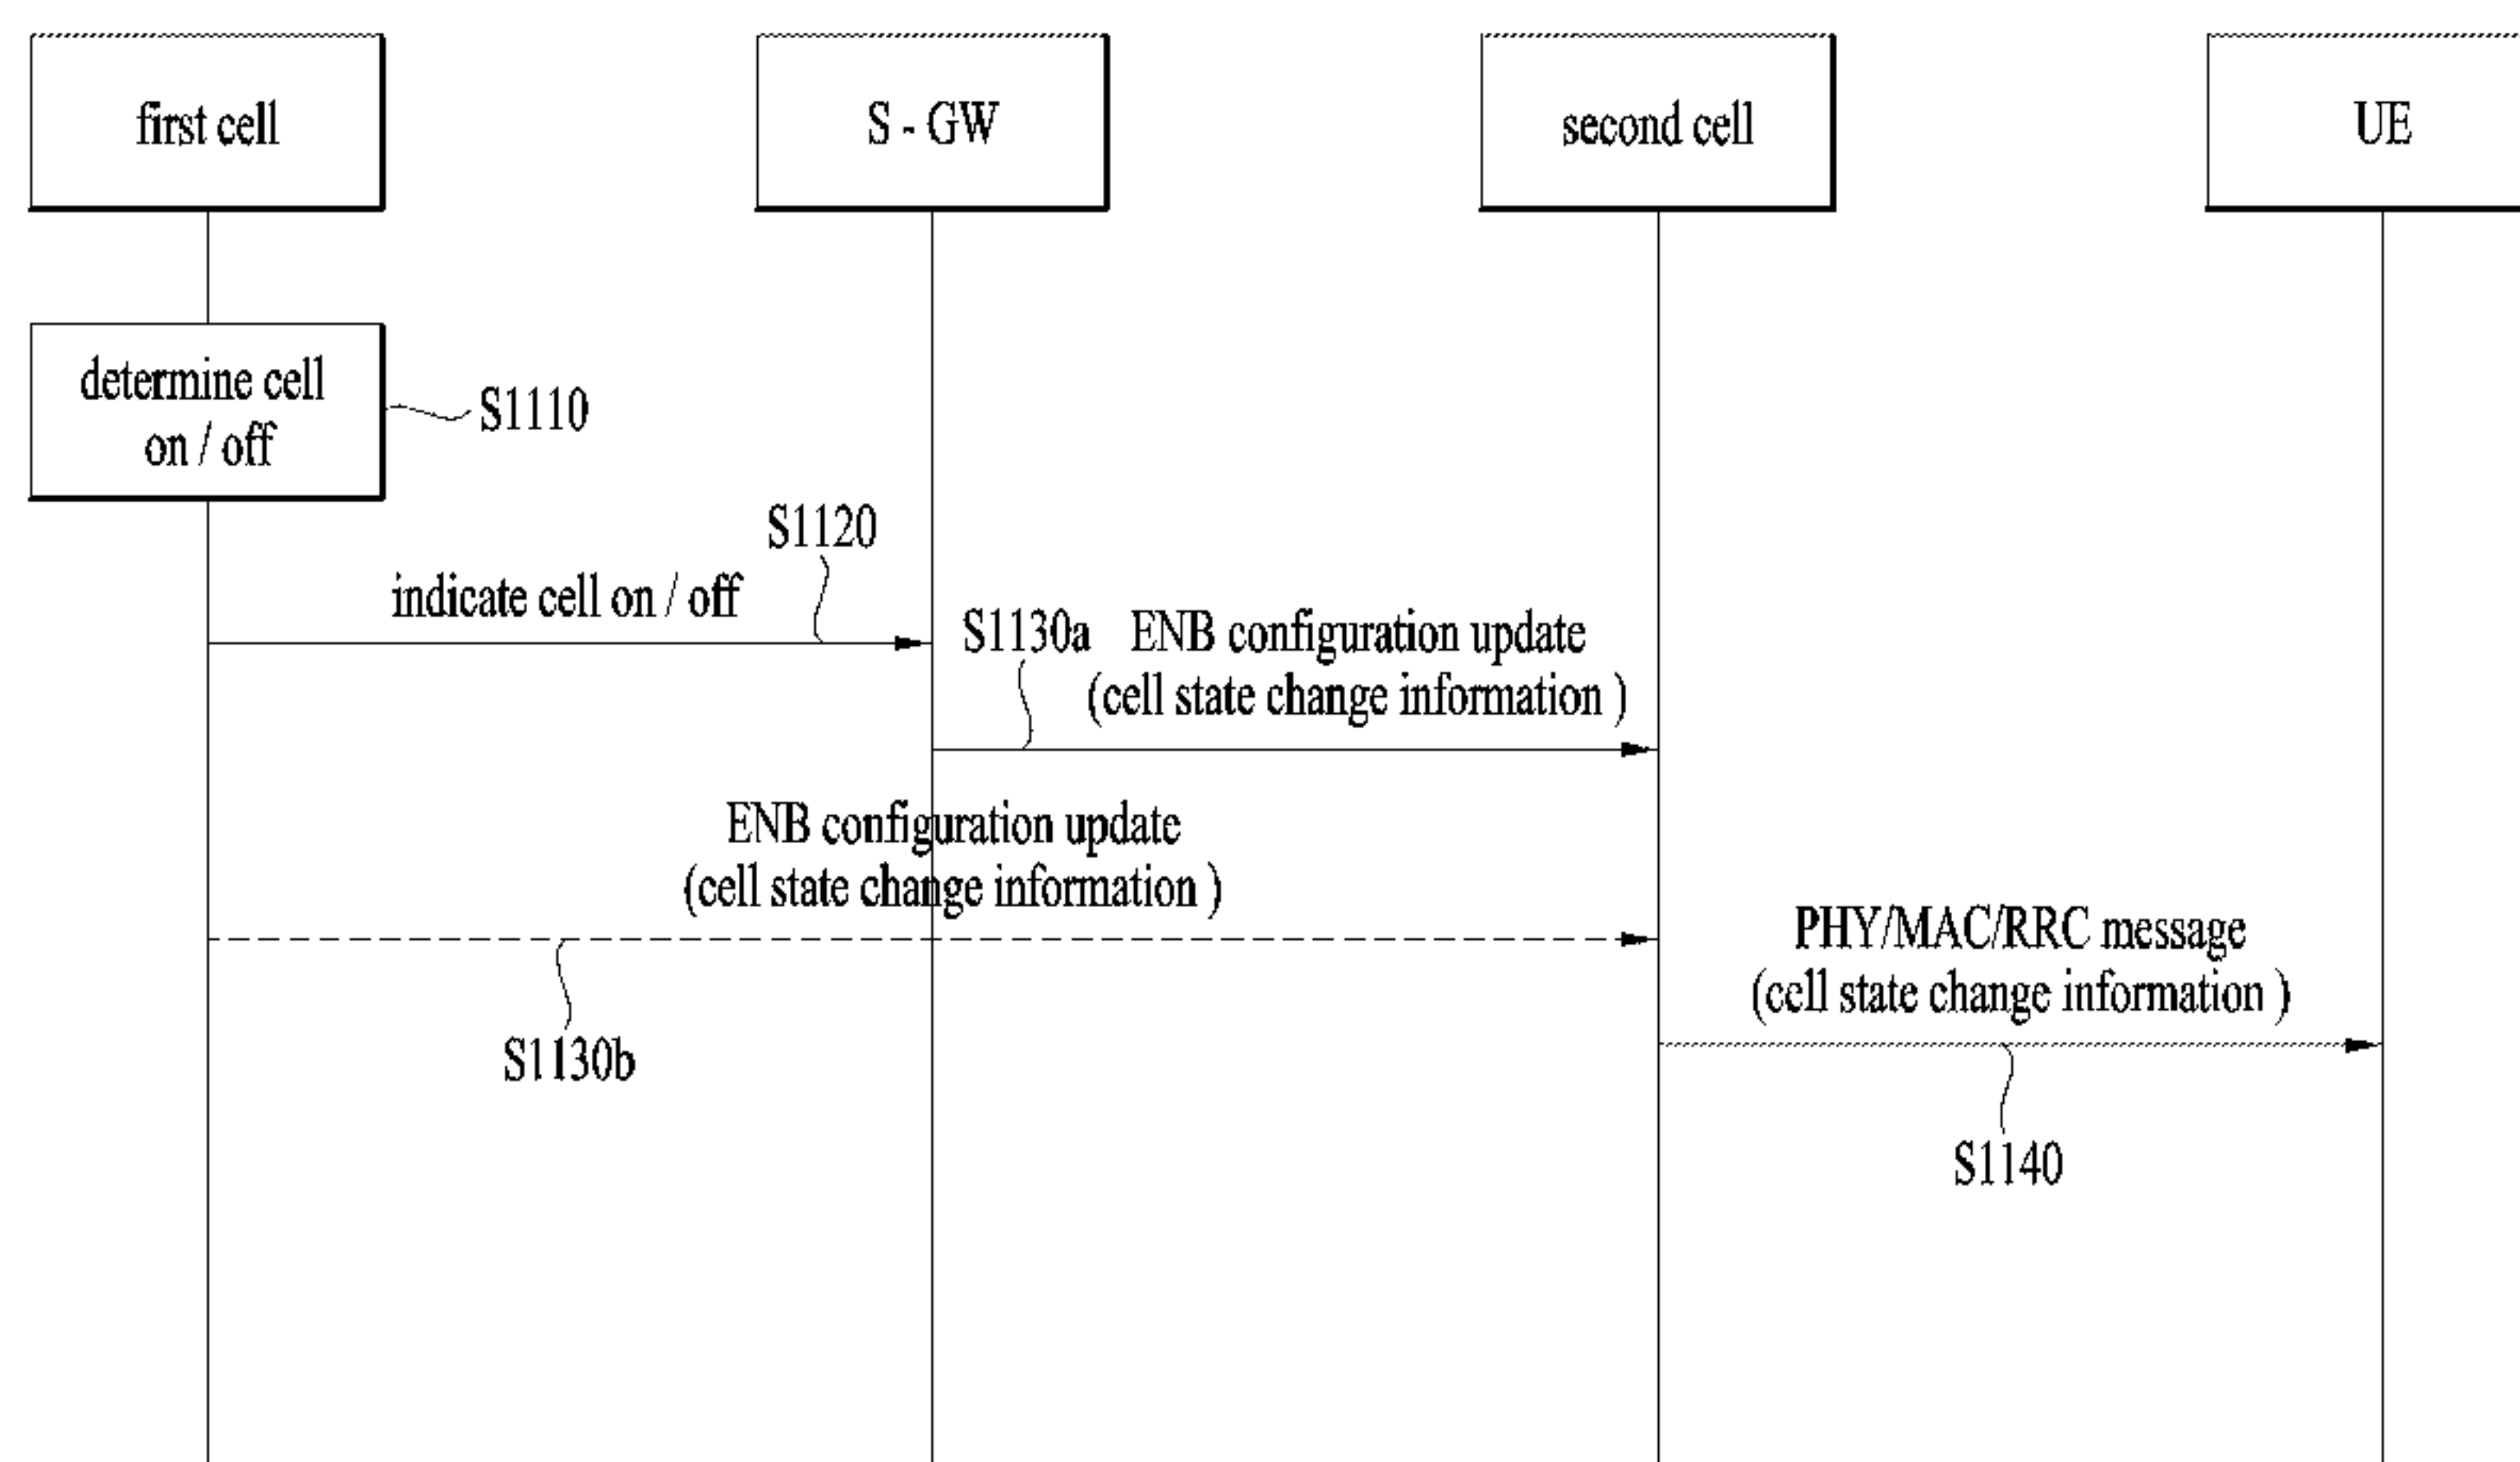 first cell
S - GW
second cell
UE
determine cell
on / off
S1110
S1120
indicate cell on / off
S1130a
ENB configuration update
(cell state change information )
ENB configuration update
(cell state change information )
S1130b
PHY/MAC/RRC message
(cell state change information )
S1140